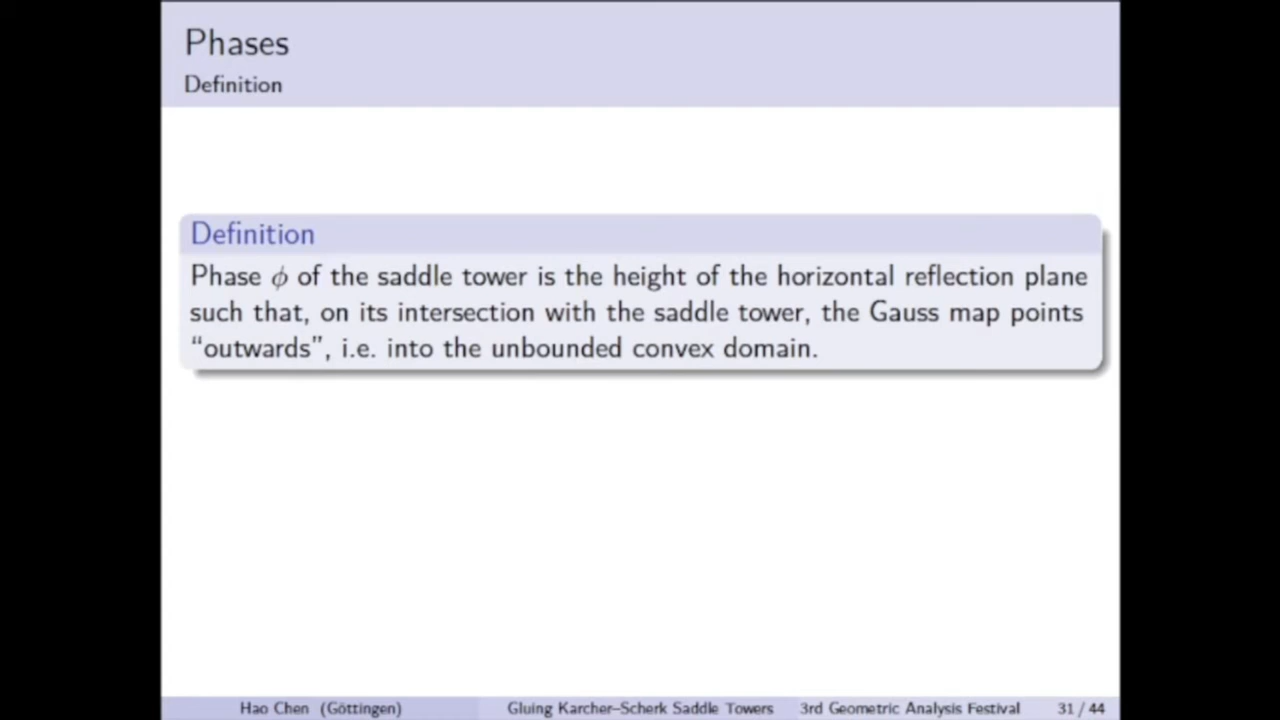 Phases
Definition
Definition
Phase ϕ of the saddle tower is the height of the horizontal reflection plane
such that, on its intersection with the saddle tower, the Gauss map points
“outwards”, i.e. into the unbounded convex domain.
Hao Chen (Göttingen) Gluing Karcher–Scherk Saddle Towers 3rd Geometric Analysis Festival 31 / 44